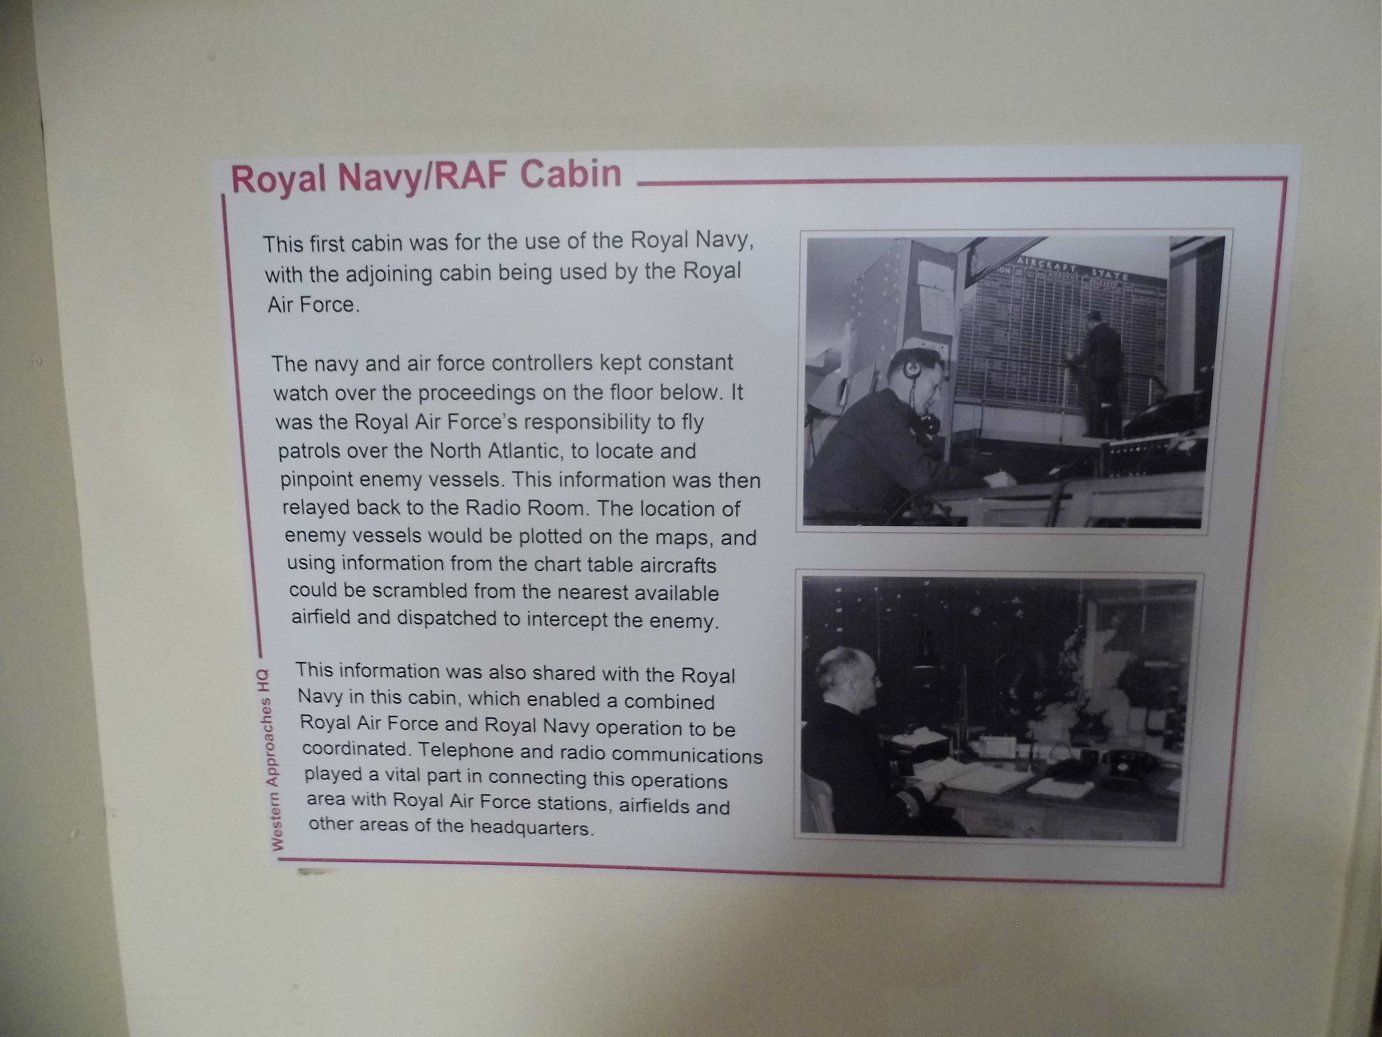 Royal Navy/RAF Cabin
This first cabin was for the use of the Royal Navy,
with the adjoining cabin being used by the Royal
Air Force.
The navy and air force controllers kept constant
watch over the proceedings on the floor below. It
was the Royal Air Force's responsibility to fly
patrols over the North Atlantic, to locate and
pinpoint enemy vessels. This information was then
relayed back to the Radio Room. The location of
enemy vessels would be plotted on the maps, and
using information from the chart table aircrafts
could be scrambled from the nearest available
airfield and dispatched to intercept the enemy.
This information was also shared with the Royal
Navy in this cabin, which enabled a combined
Royal Air Force and Royal Navy operation to be
coordinated. Telephone and radio communications
played a vital part in connecting this operations
area with Royal Air Force stations, airfields and
other areas of the headquarters.
Western Approaches HQ
AIRCRAFT STATE